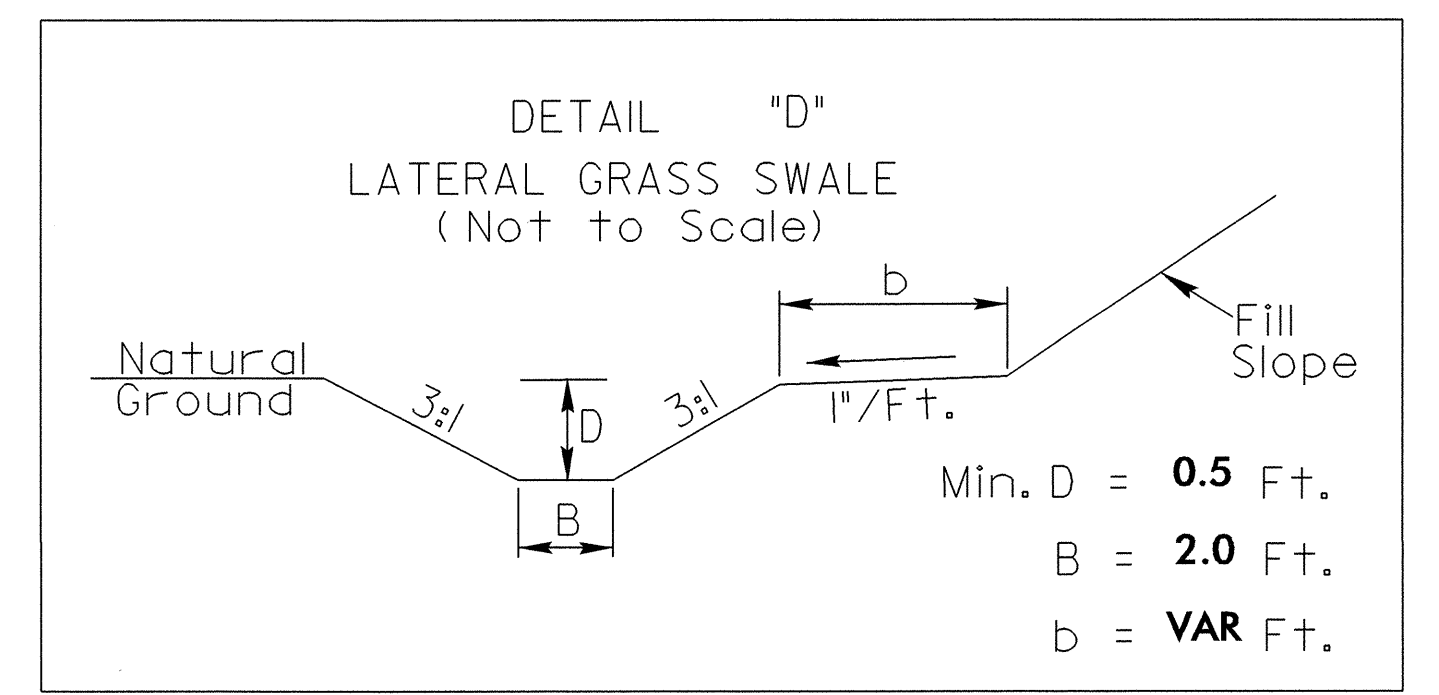 DETAIL "D"
LATERAL GRASS SWALE
(Not to Scale)
b
Fill
Slope
Natural
Ground
3:1
D
3:1
1"/Ft.
B
Min. D = 0.5 Ft.
B = 2.0 Ft.
b = VAR Ft.